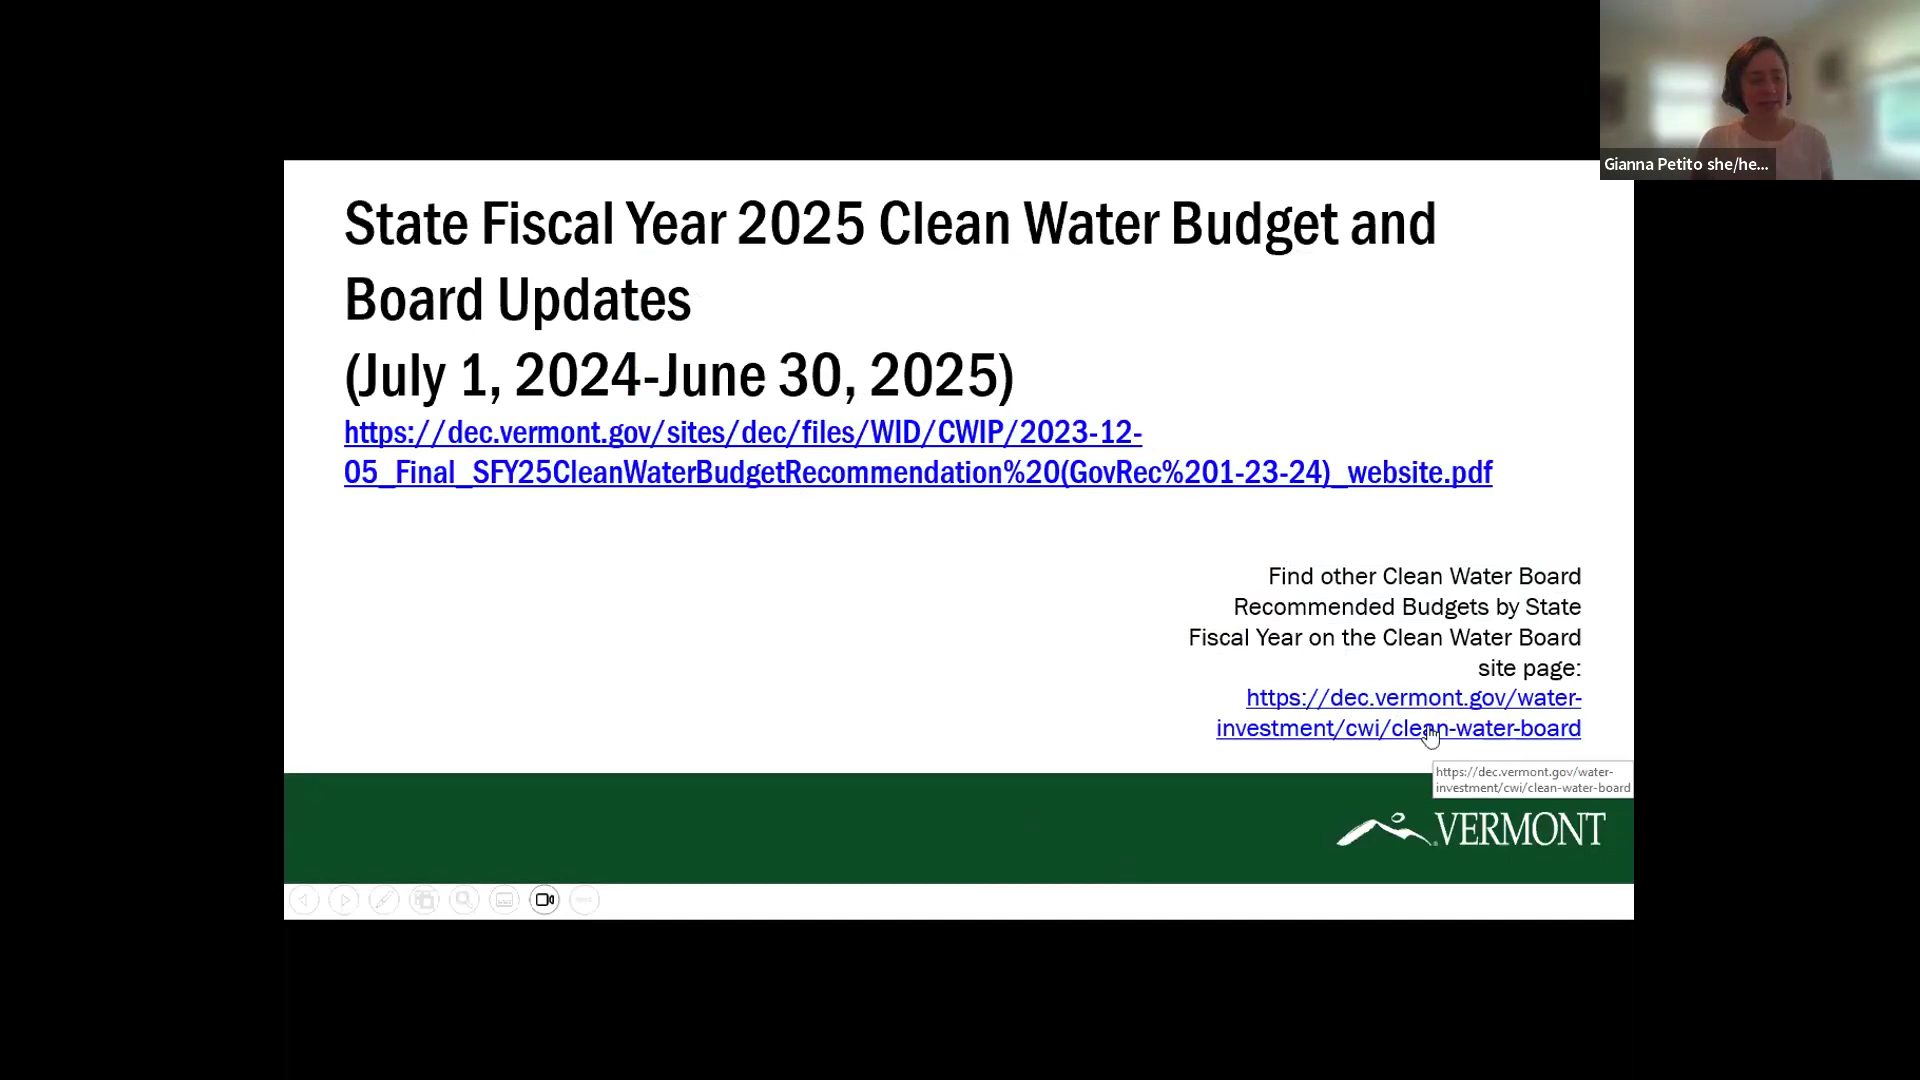 Gianna Petito she/he...
State Fiscal Year 2025 Clean Water Budget and
Board Updates
(July 1, 2024-June 30, 2025)
https://dec.vermont.gov/sites/dec/files/WID/CWIP/2023-12-
05_Final_SFY25CleanWaterBudgetRecommendation%20(GovRec%201-23-24)_website.pdf
Find other Clean Water Board
Recommended Budgets by State
Fiscal Year on the Clean Water Board
site page:
https://dec.vermont.gov/water-
investment/cwi/clean-water-board
https://dec.vermont.gov/water-
investment/cwi/clean-water-board
VERMONT